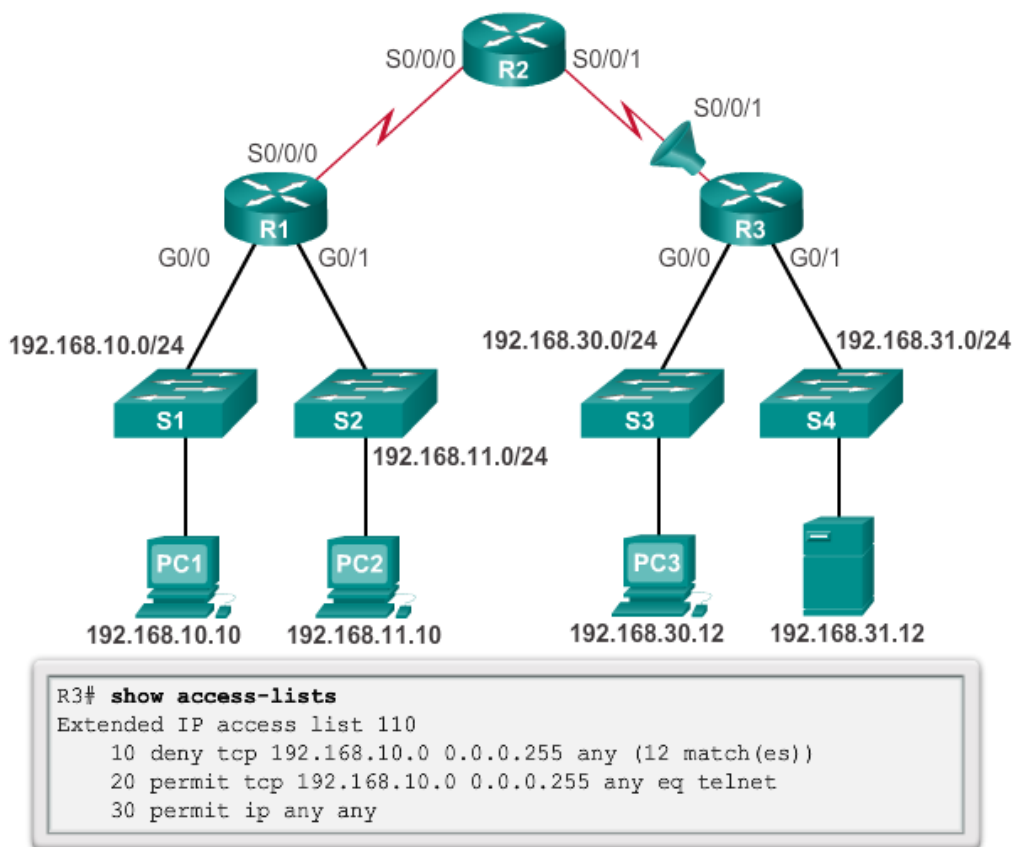 S0/0/0
R2
S0/0/1
S0/0/1
S0/0/0
R1
R3
G0/0
G0/1
G0/0
G0/1
192.168.10.0/24
192.168.30.0/24
192.168.31.0/24
S1
S2
S3
S4
192.168.11.0/24
PC1
PC2
PC3
192.168.10.10
192.168.11.10
192.168.30.12
192.168.31.12
R3# show access-lists
Extended IP access list 110
10 deny tcp 192.168.10.0 0.0.0.255 any (12 match(es))
20 permit tcp 192.168.10.0 0.0.0.255 any eq telnet
30 permit ip any any